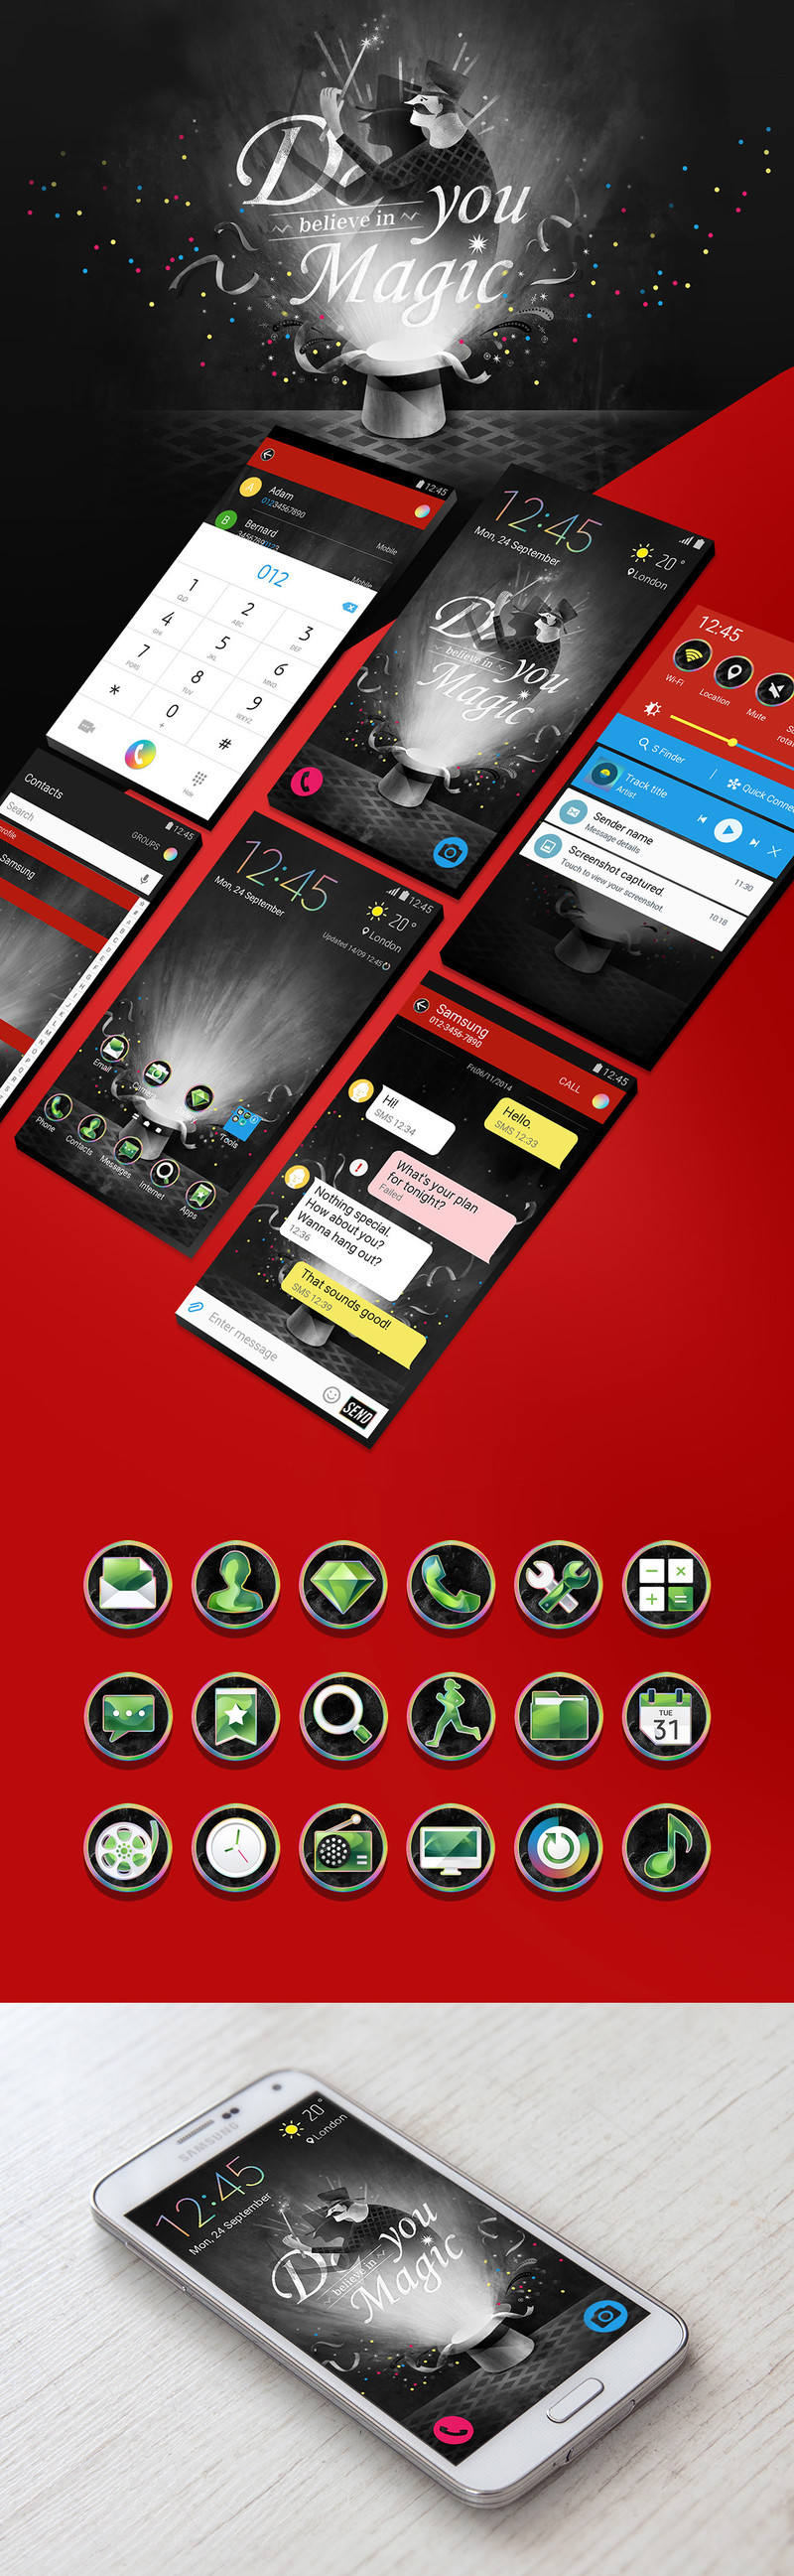 Do you
believe in
Magic
12:45
Adam
01234567890
Mobile
Bernard
34567890123
Mobile
012
1
2 ABC
3 DEF
4 GHI
5 JKL
6 MNO
7 PQRS
8 TUV
9 WXYZ
*
0 +
#
Hide
12:45
Mon, 24 September
20°
London
Do you
believe in
Magic
12:45
Wi-Fi
Location
Mute
S Finder
Quick Connect
Track title
Artist
Sender name
Message details
11:30
Screenshot captured.
Touch to view your screenshot.
10:18
12:45
Contacts
GROUPS
Search
Samsung
12:45
12:45
Mon, 24 September
20°
London
Updated 14/09 12:45
Email
Camera
Tools
Phone
Contacts
Messages
Internet
Apps
12:45
Samsung
012-3456-7890
CALL
Fri,06/11/2014
Hello.
SMS 12:33
Hi!
SMS 12:34
What's your plan
for tonight?
Failed
Nothing special.
How about you?
Wanna hang out?
12:36
That sounds good!
SMS 12:39
Enter message
SEND
TUE
31
SAMSUNG
20°
London
12:45
Mon, 24 September
Do you
believe in
Magic